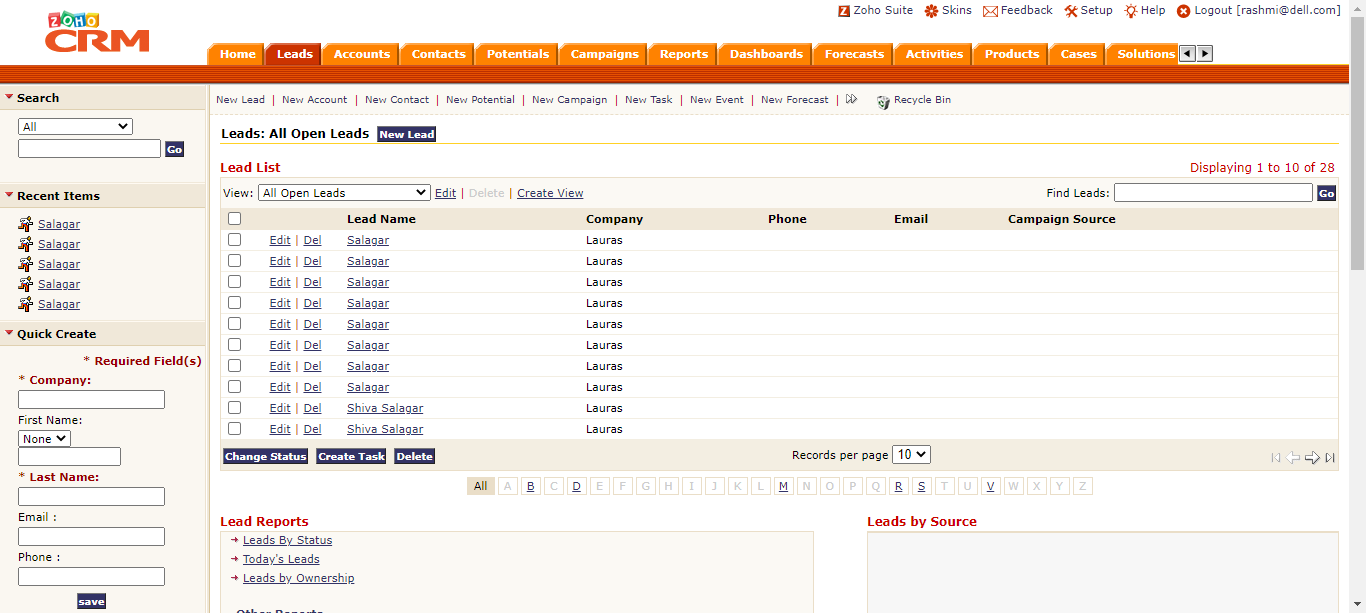 ZOHO
CRM
Zoho Suite Skins Feedback Setup Help Logout [rashmi@dell.com]
Home Leads Accounts Contacts Potentials Campaigns Reports Dashboards Forecasts Activities Products Cases Solutions
Search
All
Go
Recent Items
Salagar
Salagar
Salagar
Salagar
Salagar
Quick Create
* Required Field(s)
* Company:
First Name:
None
* Last Name:
Email :
Phone :
save
New Lead | New Account | New Contact | New Potential | New Campaign | New Task | New Event | New Forecast | Recycle Bin
Leads: All Open Leads New Lead
Lead List Displaying 1 to 10 of 28
View: All Open Leads Edit | Delete | Create View Find Leads: Go
Lead Name Company Phone Email Campaign Source
Edit | Del Salagar Lauras
Edit | Del Salagar Lauras
Edit | Del Salagar Lauras
Edit | Del Salagar Lauras
Edit | Del Salagar Lauras
Edit | Del Salagar Lauras
Edit | Del Salagar Lauras
Edit | Del Salagar Lauras
Edit | Del Shiva Salagar Lauras
Edit | Del Shiva Salagar Lauras
Change Status Create Task Delete Records per page 10
All A B C D E F G H I J K L M N O P Q R S T U V W X Y Z
Lead Reports Leads by Source
Leads By Status
Today's Leads
Leads by Ownership
Other Reports